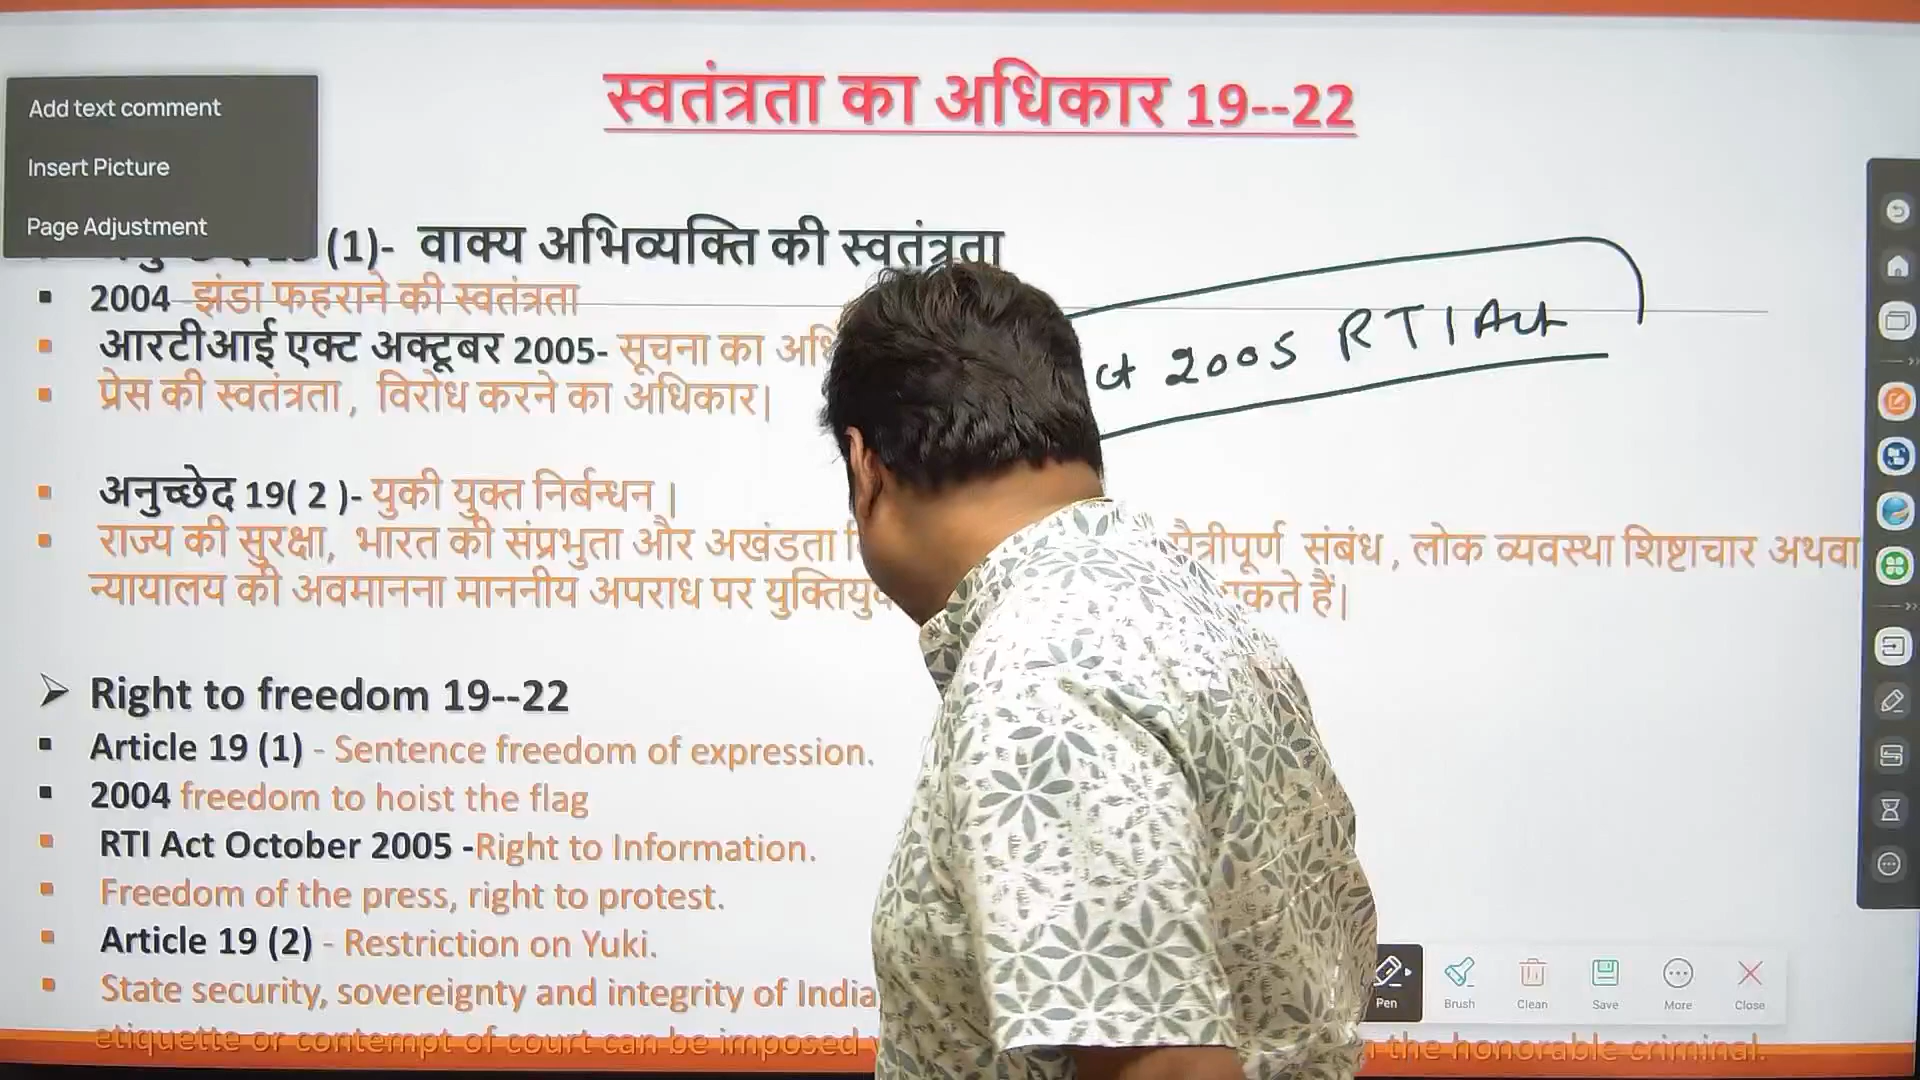 स्वतंत्रता का अधिकार 19--22
Add text comment
Insert Picture
Page Adjustment
(1)- वाक्य अभिव्यक्ति की स्वतंत्रता
2004 झंडा फहराने की स्वतंत्रता
आरटीआई एक्ट अक्टूबर 2005- सूचना का
2005 RTI Act
प्रेस की स्वतंत्रता, विरोध करने का अधिकार।
अनुच्छेद 19( 2 )- युकी युक्त निर्बन्धन।
राज्य की सुरक्षा, भारत की संप्रभुता और अखंडता मैत्रीपूर्ण संबंध, लोक व्यवस्था शिष्टाचार अथवा
न्यायालय की अवमानना माननीय अपराध पर हैं।
Right to freedom 19--22
Article 19 (1) - Sentence freedom of expression.
2004 freedom to hoist the flag
RTI Act October 2005 -Right to Information.
Freedom of the press, right to protest.
Article 19 (2) - Restriction on Yuki.
State security, sovereignty and integrity of India,
etiquette or contempt of court can be imposed the honorable criminal.
Pen
Brush
Clean
Save
More
Close